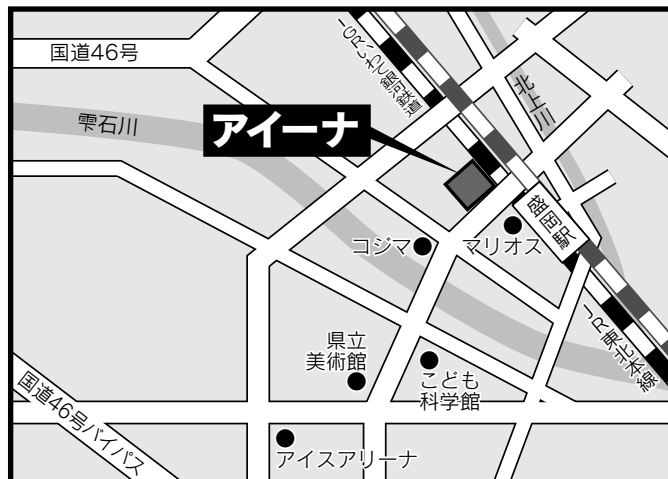 国道46号
IGRいわて銀河鉄道
北上川
雫石川
アイーナ
盛岡駅
コジマ
マリオス
JR東北本線
県立
美術館
こども
科学館
国道46号バイパス
アイスアリーナ